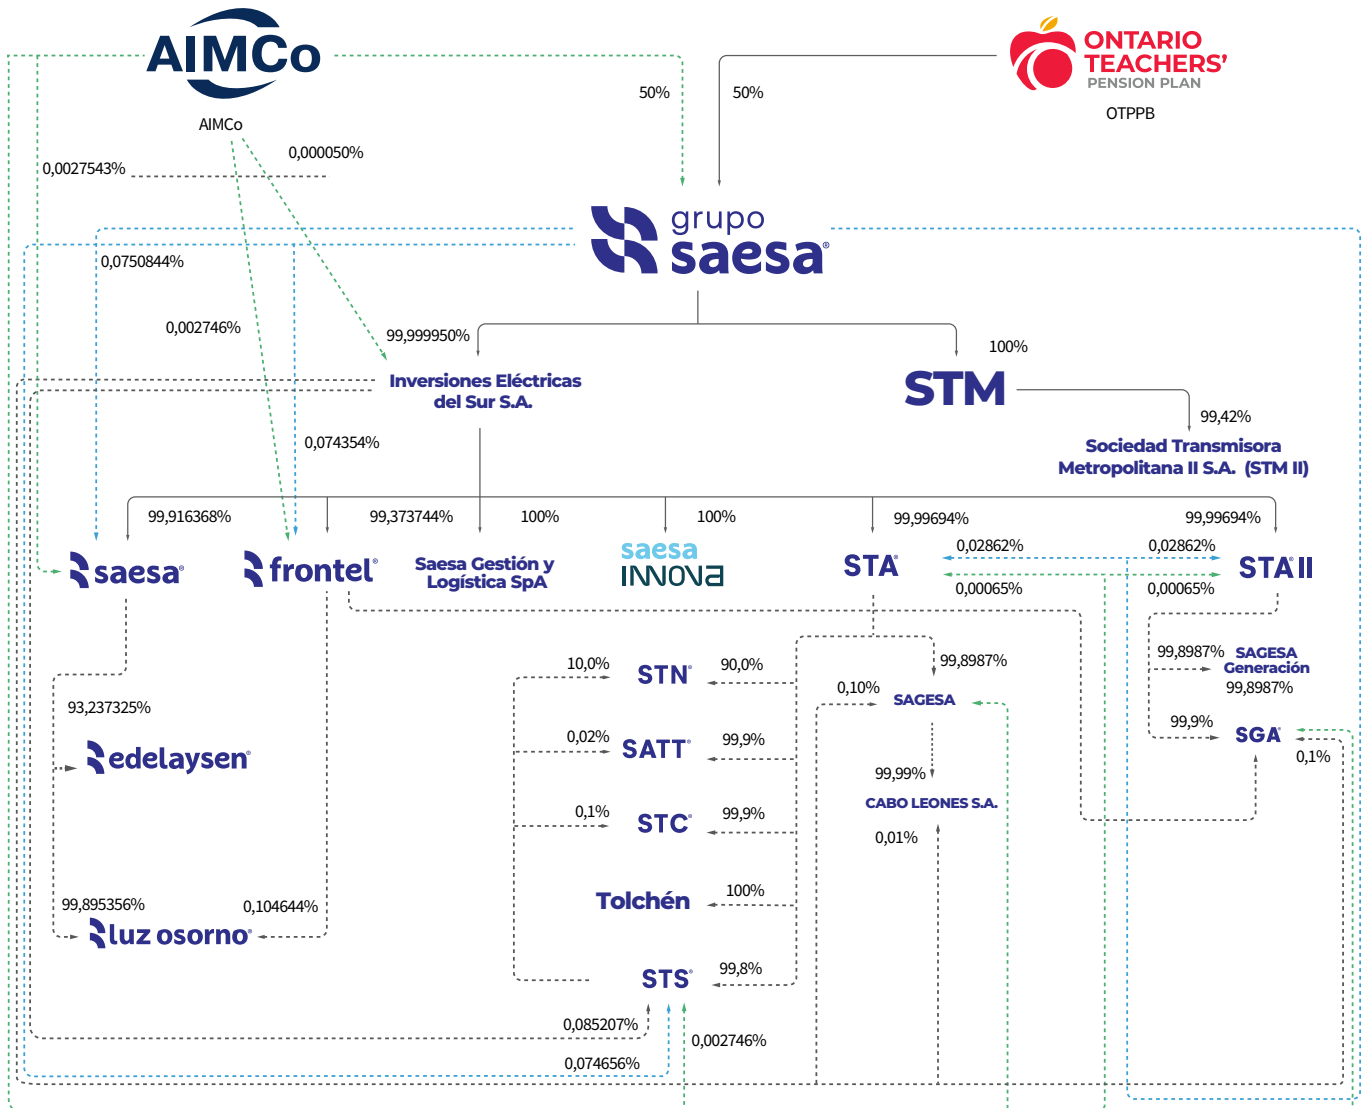 AIMCo
ONTARIO
TEACHERS'
PENSION PLAN
50%
50%
OTPPB
AIMCo
0,000050%
0,0027543%
grupo
saesa®
0,0750844%
0,002746%
99,999950%
100%
Inversiones Eléctricas
del Sur S.A.
STM
99,42%
0,074354%
Sociedad Transmisora
Metropolitana II S.A. (STM II)
99,916368%
99,373744%
100%
100%
99,99694%
99,99694%
saesa®
frontel®
Saesa Gestión y
Logística SpA
saesa
INNOVA
STA®
0,02862%
0,02862%
STA® II
0,00065%
0,00065%
10,0%
STN®
90,0%
99,8987%
99,8987%
SAGESA
Generación
99,8987%
0,10%
SAGESA
93,237325%
99,9%
SGA®
0,1%
0,02%
SATT®
99,9%
edelaysen®
99,99%
CABO LEONES S.A.
0,1%
STC®
99,9%
0,01%
Tolchén
100%
99,895356%
0,104644%
luz osorno®
STS®
99,8%
0,085207%
0,002746%
0,074656%